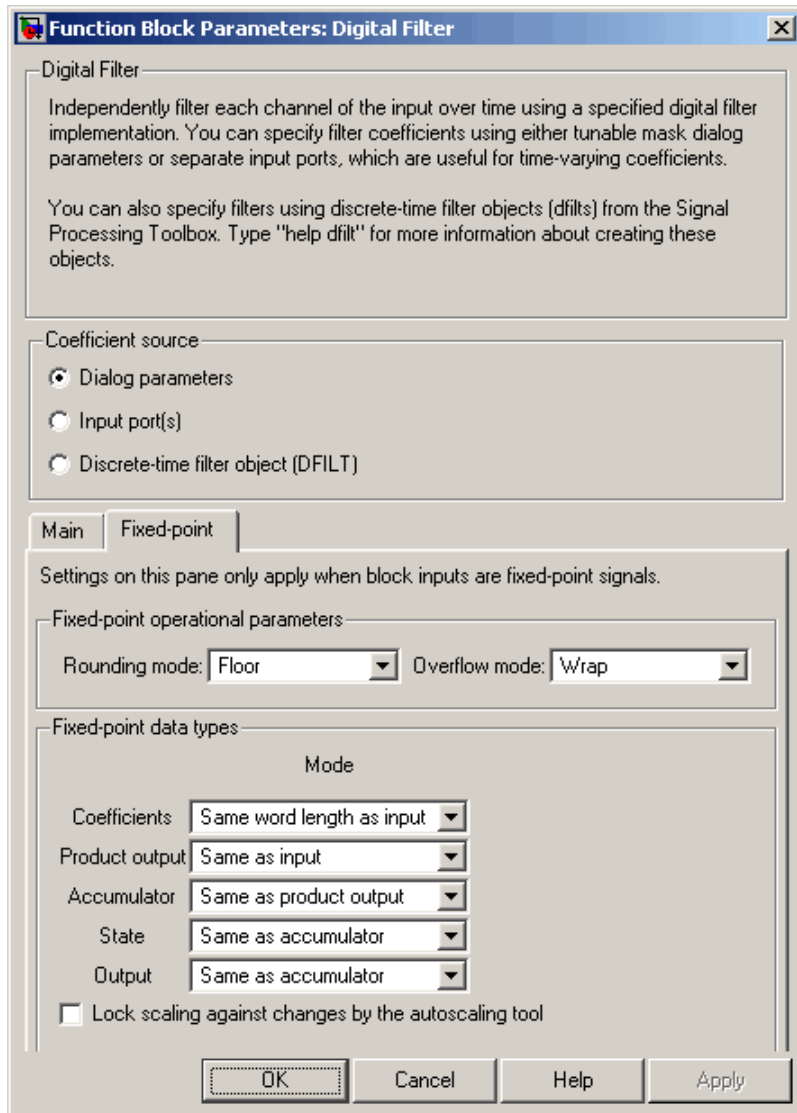 Function Block Parameters: Digital Filter
Digital Filter
Independently filter each channel of the input over time using a specified digital filter
implementation. You can specify filter coefficients using either tunable mask dialog
parameters or separate input ports, which are useful for time-varying coefficients.
You can also specify filters using discrete-time filter objects (dfilts) from the Signal
Processing Toolbox. Type "help dfilt" for more information about creating these
objects.
Coefficient source
Dialog parameters
Input port(s)
Discrete-time filter object (DFILT)
Main Fixed-point
Settings on this pane only apply when block inputs are fixed-point signals.
Fixed-point operational parameters
Rounding mode: Floor Overflow mode: Wrap
Fixed-point data types
Mode
Coefficients Same word length as input
Product output Same as input
Accumulator Same as product output
State Same as accumulator
Output Same as accumulator
Lock scaling against changes by the autoscaling tool
OK Cancel Help Apply